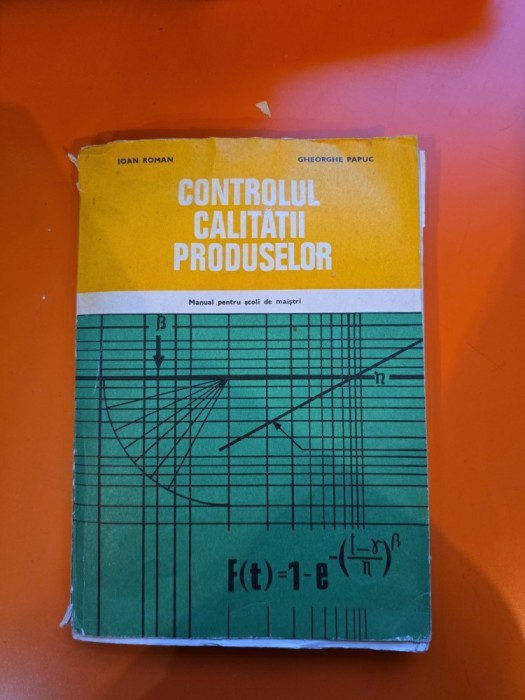 IOAN ROMAN GHEORGHE PAPUC
CONTROLUL
CALITĂȚII
PRODUSELOR
Manual pentru școli de maiștri
β
η
F(t)=1-e^-((t-γ)/η)^β